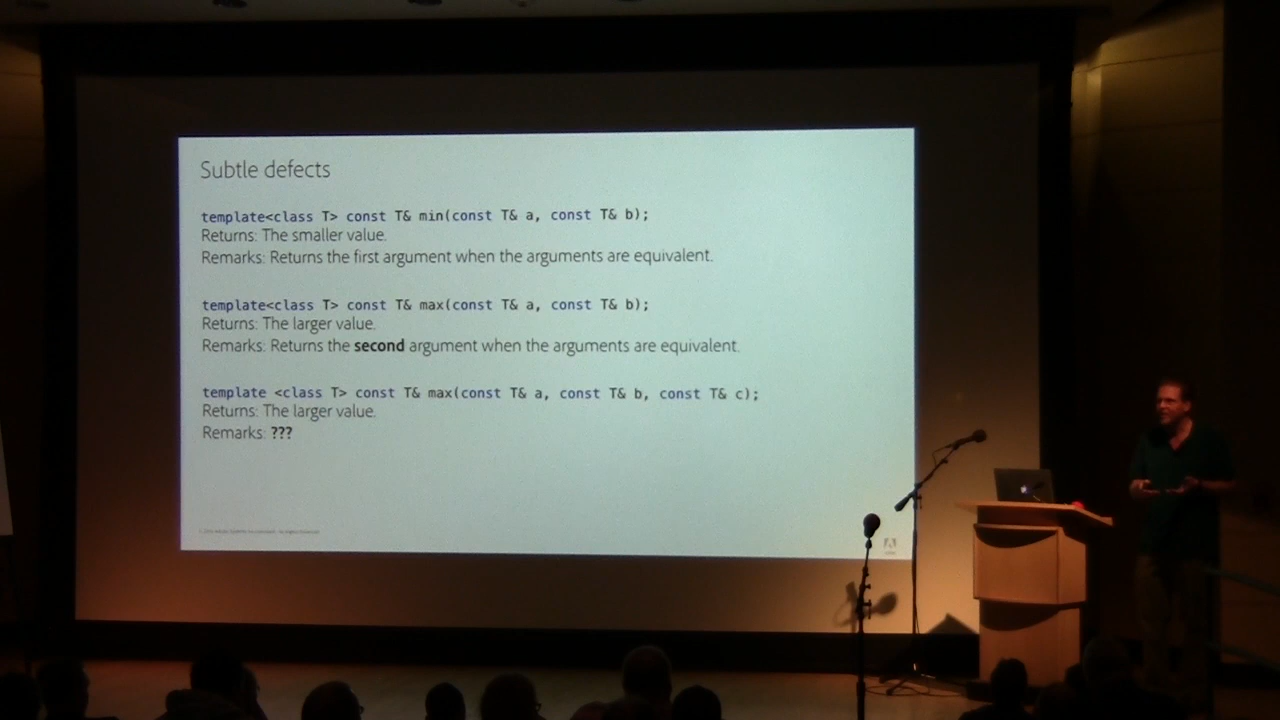 Subtle defects
template<class T> const T& min(const T& a, const T& b);
Returns: The smaller value.
Remarks: Returns the first argument when the arguments are equivalent.
template<class T> const T& max(const T& a, const T& b);
Returns: The larger value.
Remarks: Returns the second argument when the arguments are equivalent.
template <class T> const T& max(const T& a, const T& b, const T& c);
Returns: The larger value.
Remarks: ???